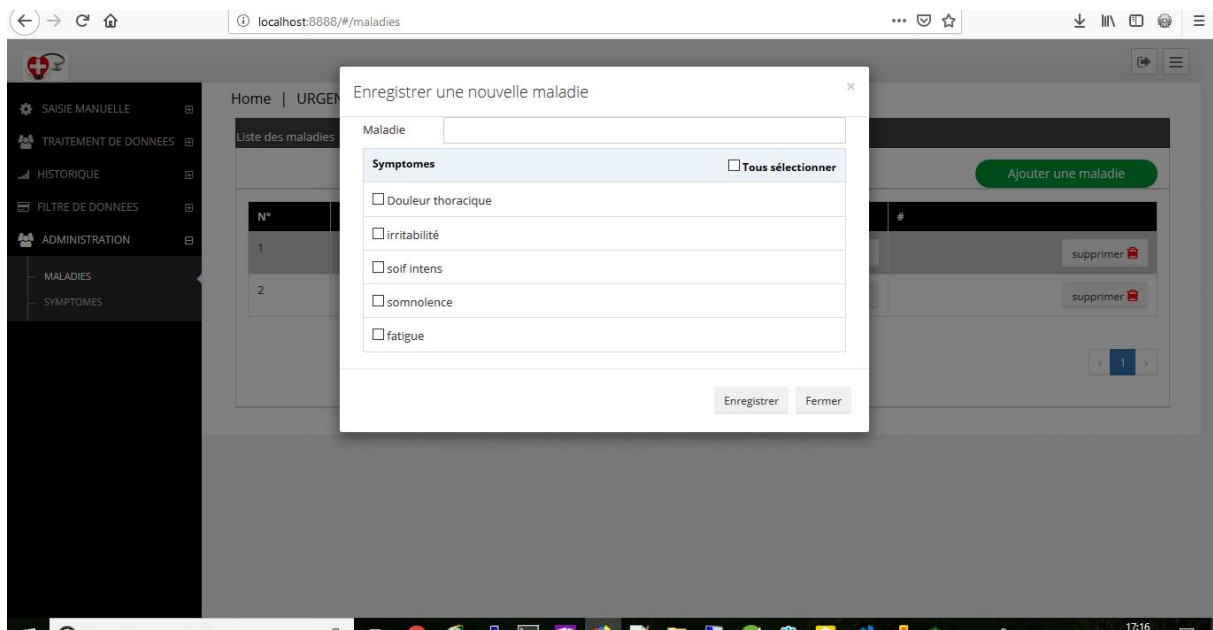 localhost:8888/#/maladies
Home | URGEN
SAISIE MANUELLE
TRAITEMENT DE DONNEES
HISTORIQUE
FILTRE DE DONNEES
ADMINISTRATION
MALADIES
SYMPTOMES
Liste des maladies
Ajouter une maladie
N° #
1 supprimer
2 supprimer
‹ 1 ›
Enregistrer une nouvelle maladie ×
Maladie
Symptomes Tous sélectionner
Douleur thoracique
irritabilité
soif intens
somnolence
fatigue
Enregistrer Fermer
17:16